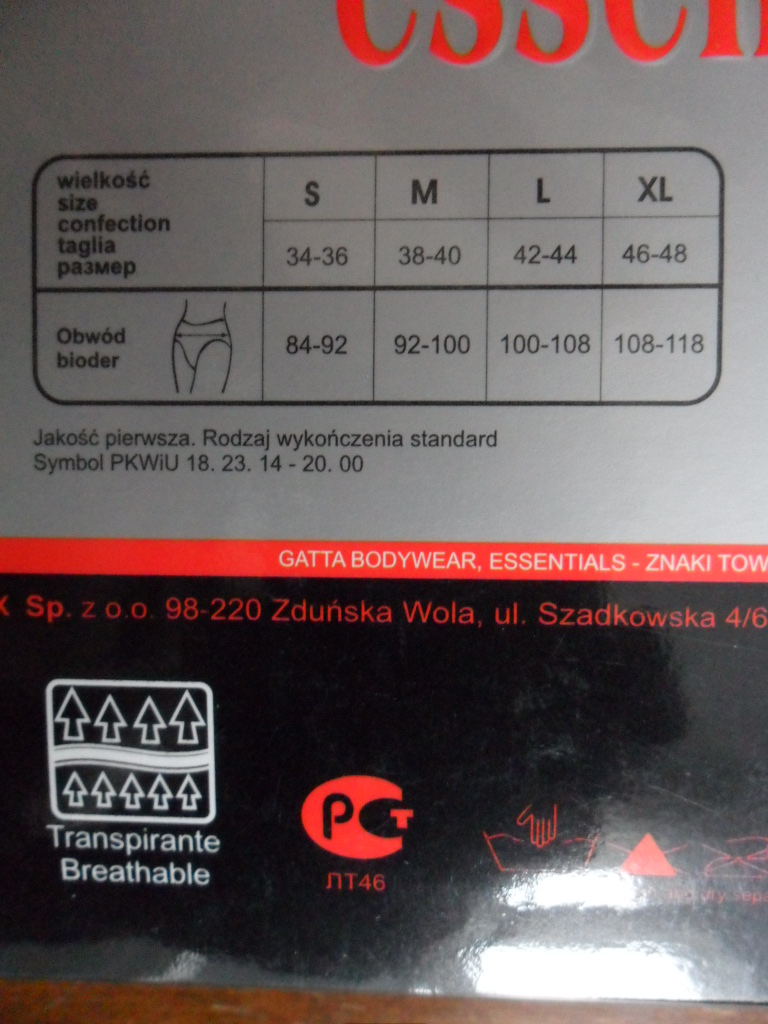 essen
wielkość
size
confection
taglia
размер
S M L XL
34-36 38-40 42-44 46-48
Obwód
bioder
84-92 92-100 100-108 108-118
Jakość pierwsza. Rodzaj wykończenia standard
Symbol PKWiU 18. 23. 14 - 20. 00
GATTA BODYWEAR, ESSENTIALS - ZNAKI TOW
X Sp. z o.o. 98-220 Zduńska Wola, ul. Szadkowska 4/6
Transpirante
Breathable
РСТ
ЛТ46